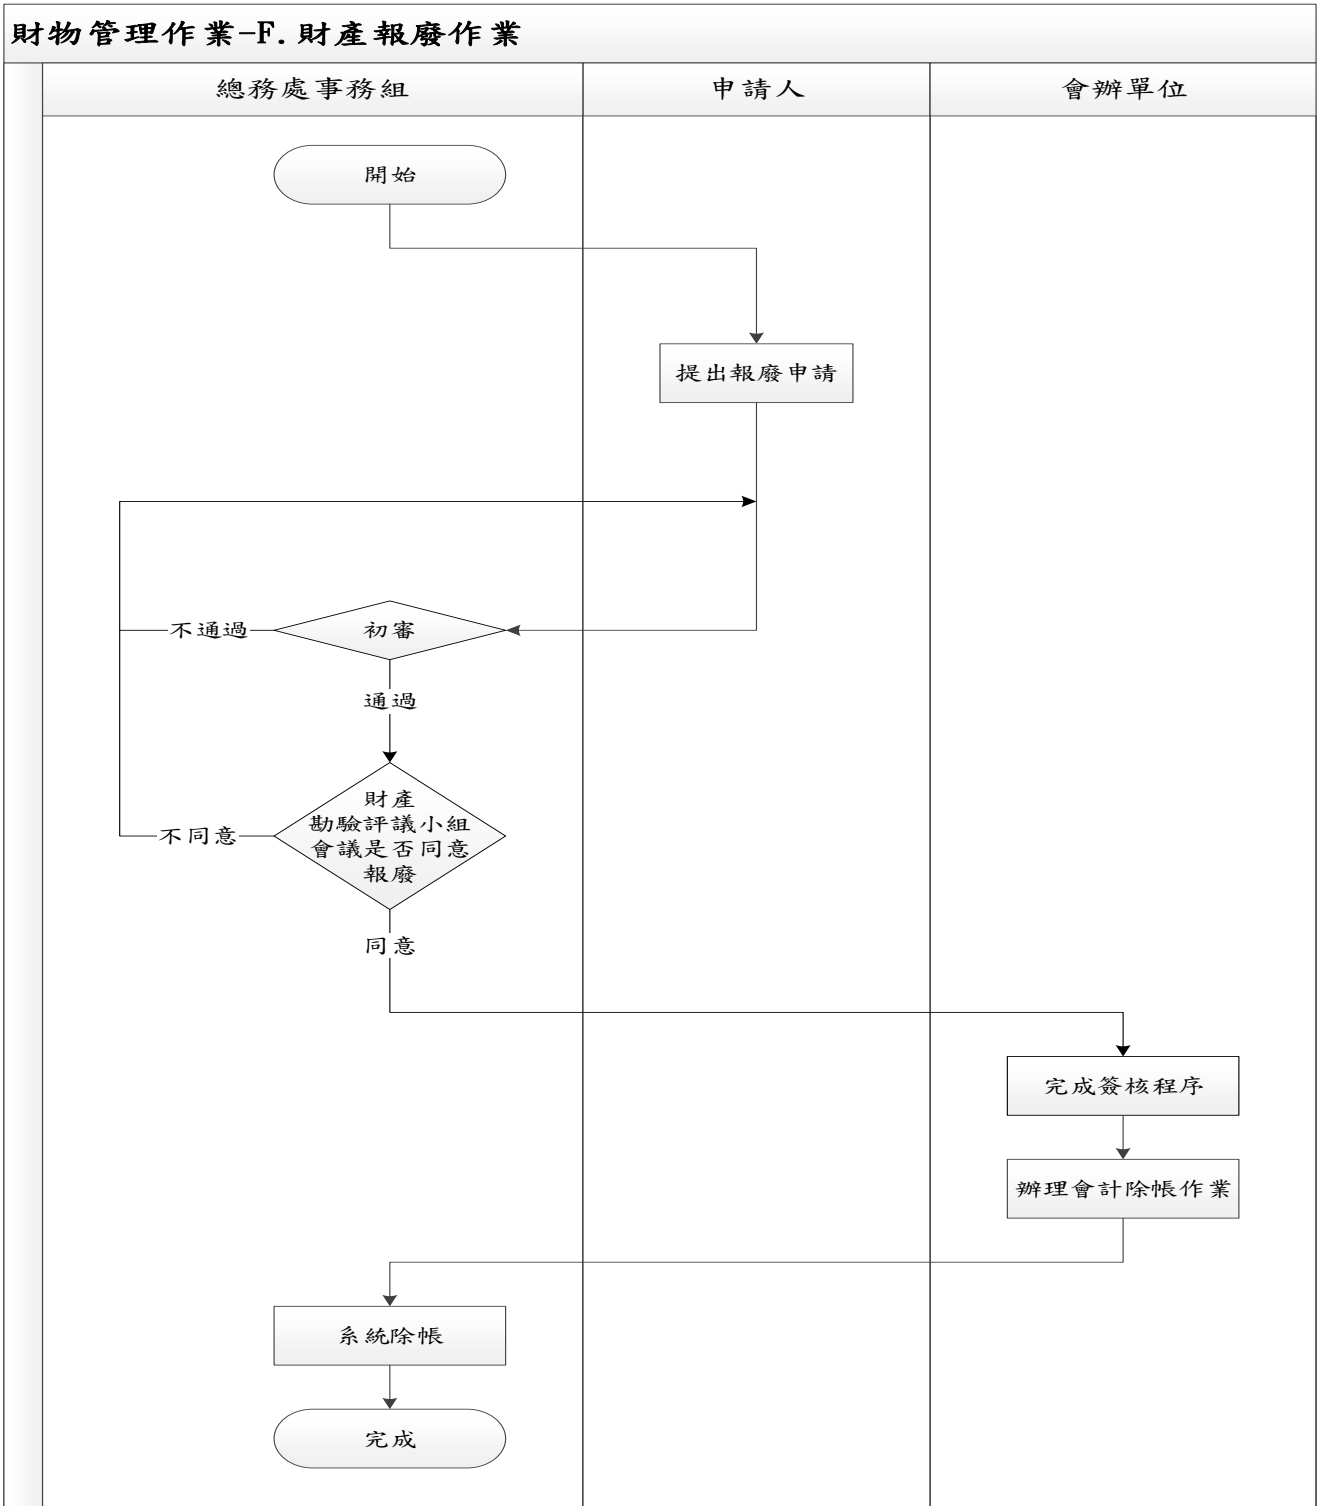 財物管理作業-F.財產報廢作業
總務處事務組
申請人
會辦單位
開始
提出報廢申請
不通過
初審
通過
財產
勘驗評議小組
會議是否同意
報廢
不同意
同意
完成簽核程序
辦理會計除帳作業
系統除帳
完成